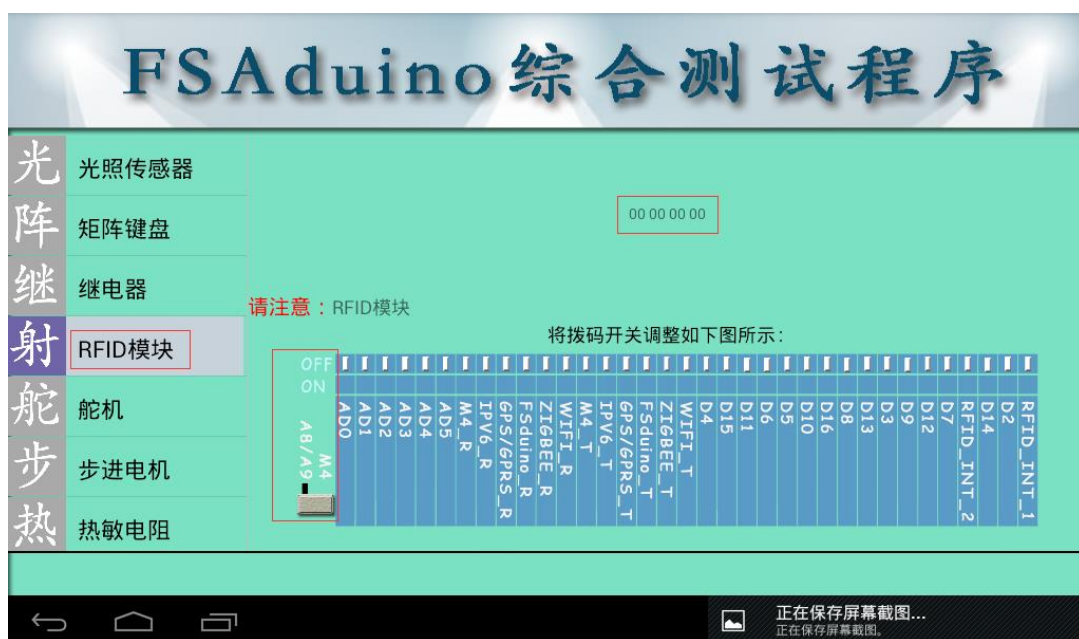 FSAduino综合测试程序
光 光照传感器
阵 矩阵键盘
继 继电器
射 RFID模块
舵 舵机
步 步进电机
热 热敏电阻
00 00 00 00
请注意：RFID模块
将拨码开关调整如下图所示：
OFF
ON
A8/A9
M4
AD0
AD1
AD2
AD3
AD4
AD5
M4_R
IPV6_R
GPS/GPRS_R
FSduino_R
ZIGBEE_R
WIFI_R
M4_T
IPV6_T
GPS/GPRS_T
FSduino_T
ZIGBEE_T
WIFI_T
D4
D15
D11
D6
D5
D10
D16
D8
D13
D3
D9
D12
D7
RFID_INT_2
D14
D2
RFID_INT_1
正在保存屏幕截图...
正在保存屏幕截图。